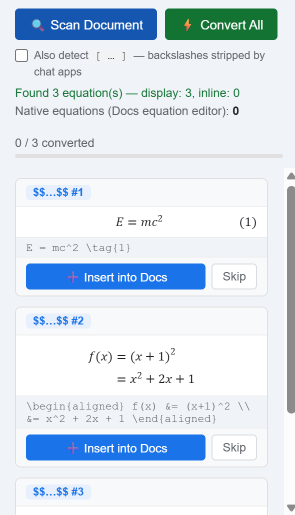 🔍 Scan Document
⚡ Convert All
Also detect [ … ] — backslashes stripped by
chat apps
Found 3 equation(s) — display: 3, inline: 0
Native equations (Docs equation editor): 0
0 / 3 converted
$$...$$ #1
E = mc² (1)
E = mc^2 \tag{1}
➕ Insert into Docs
Skip
$$...$$ #2
f(x) = (x + 1)²
= x² + 2x + 1
\begin{aligned} f(x) &= (x+1)^2 \\
&= x^2 + 2x + 1 \end{aligned}
➕ Insert into Docs
Skip
$$...$$ #3